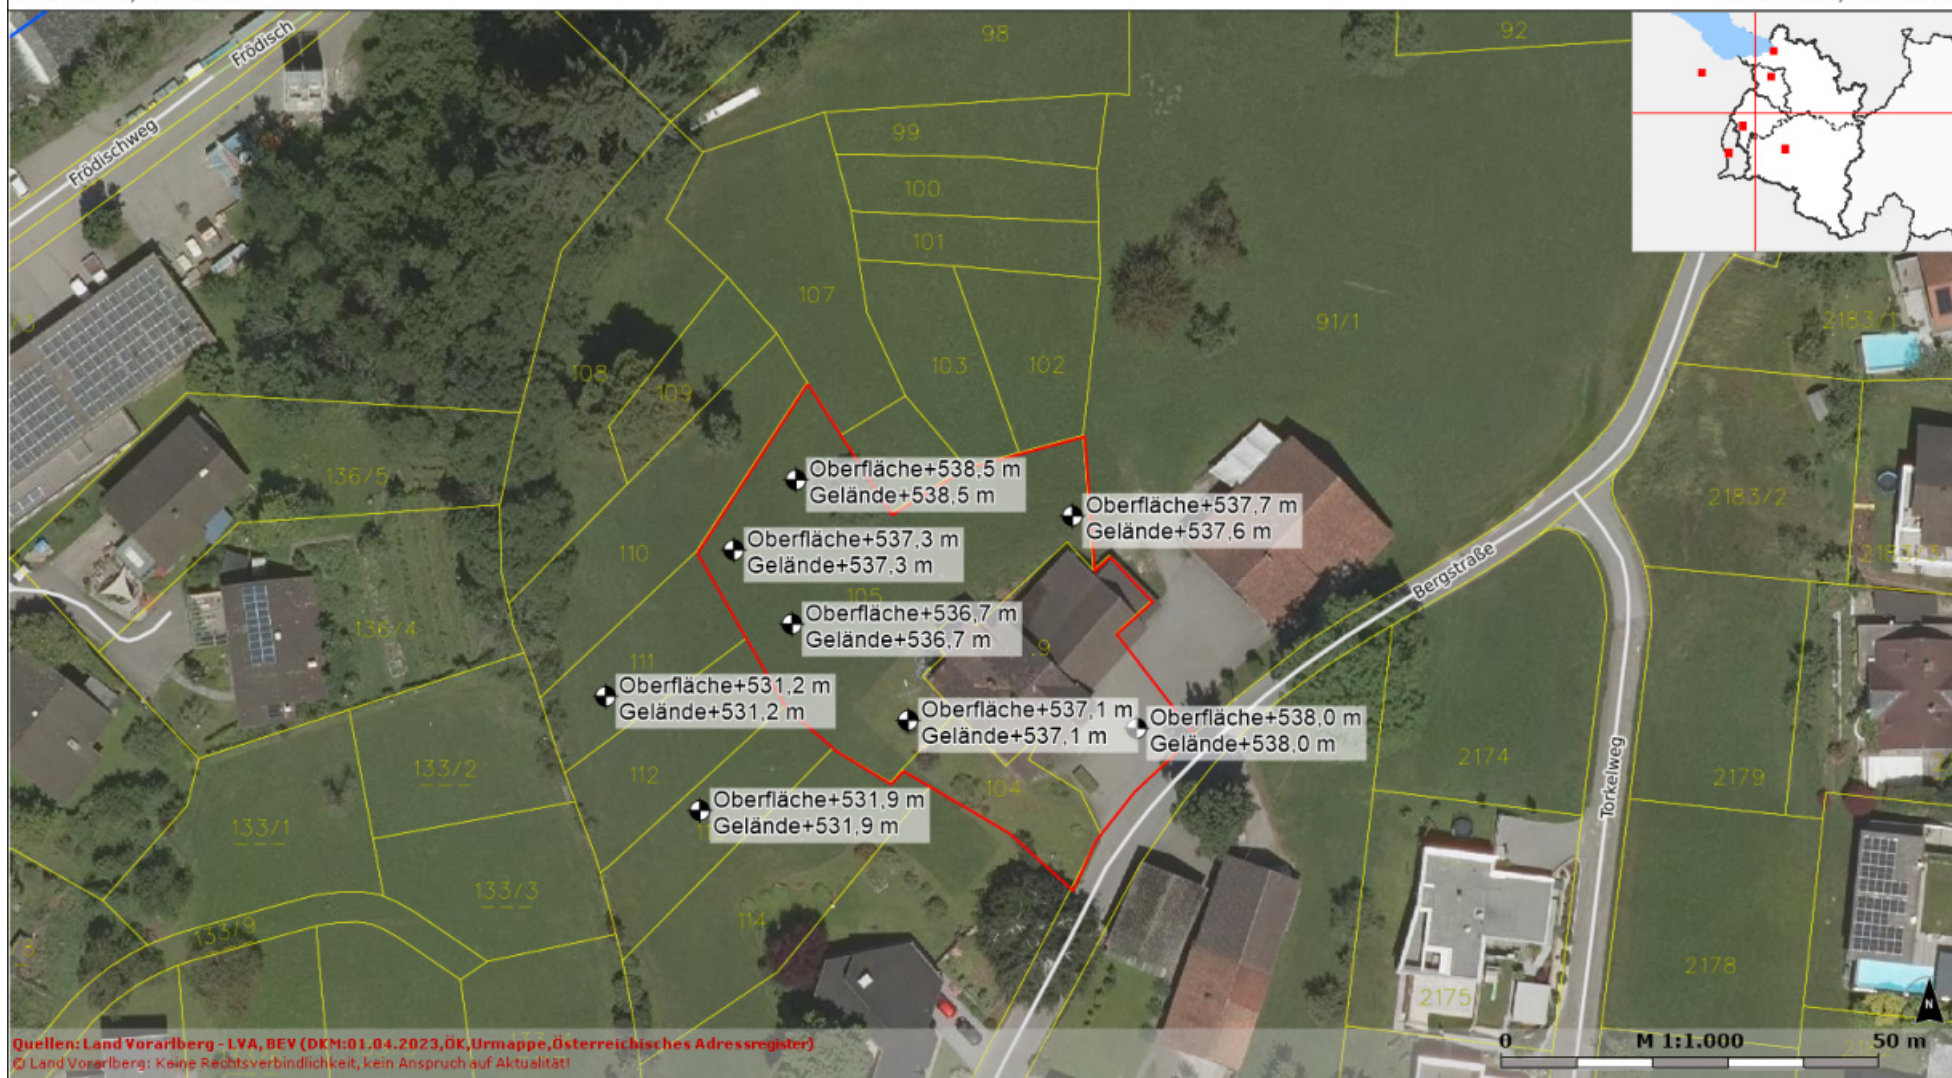 98
92
Frödisch
Frödischweg
99
100
101
107
91/1
2183/1
103
102
108
109
136/5
Oberfläche+538,5 m
Gelände+538,5 m
Oberfläche+537,7 m
Gelände+537,6 m
2183/2
Oberfläche+537,3 m
Gelände+537,3 m
110
Bergstraße
105
Oberfläche+536,7 m
Gelände+536,7 m
.9
136/4
111
Oberfläche+531,2 m
Gelände+531,2 m
Oberfläche+537,1 m
Gelände+537,1 m
Oberfläche+538,0 m
Gelände+538,0 m
133/2
112
104
2174
2179
Torkelweg
Oberfläche+531,9 m
Gelände+531,9 m
133/1
133/3
114
133/9
2178
2175
N
Quellen: Land Vorarlberg - LVA, BEV (DKM:01.04.2023,ÖK,Urmappe,Österreichisches Adressregister)
© Land Vorarlberg: Keine Rechtsverbindlichkeit, kein Anspruch auf Aktualität!
0 M 1:1.000 50 m